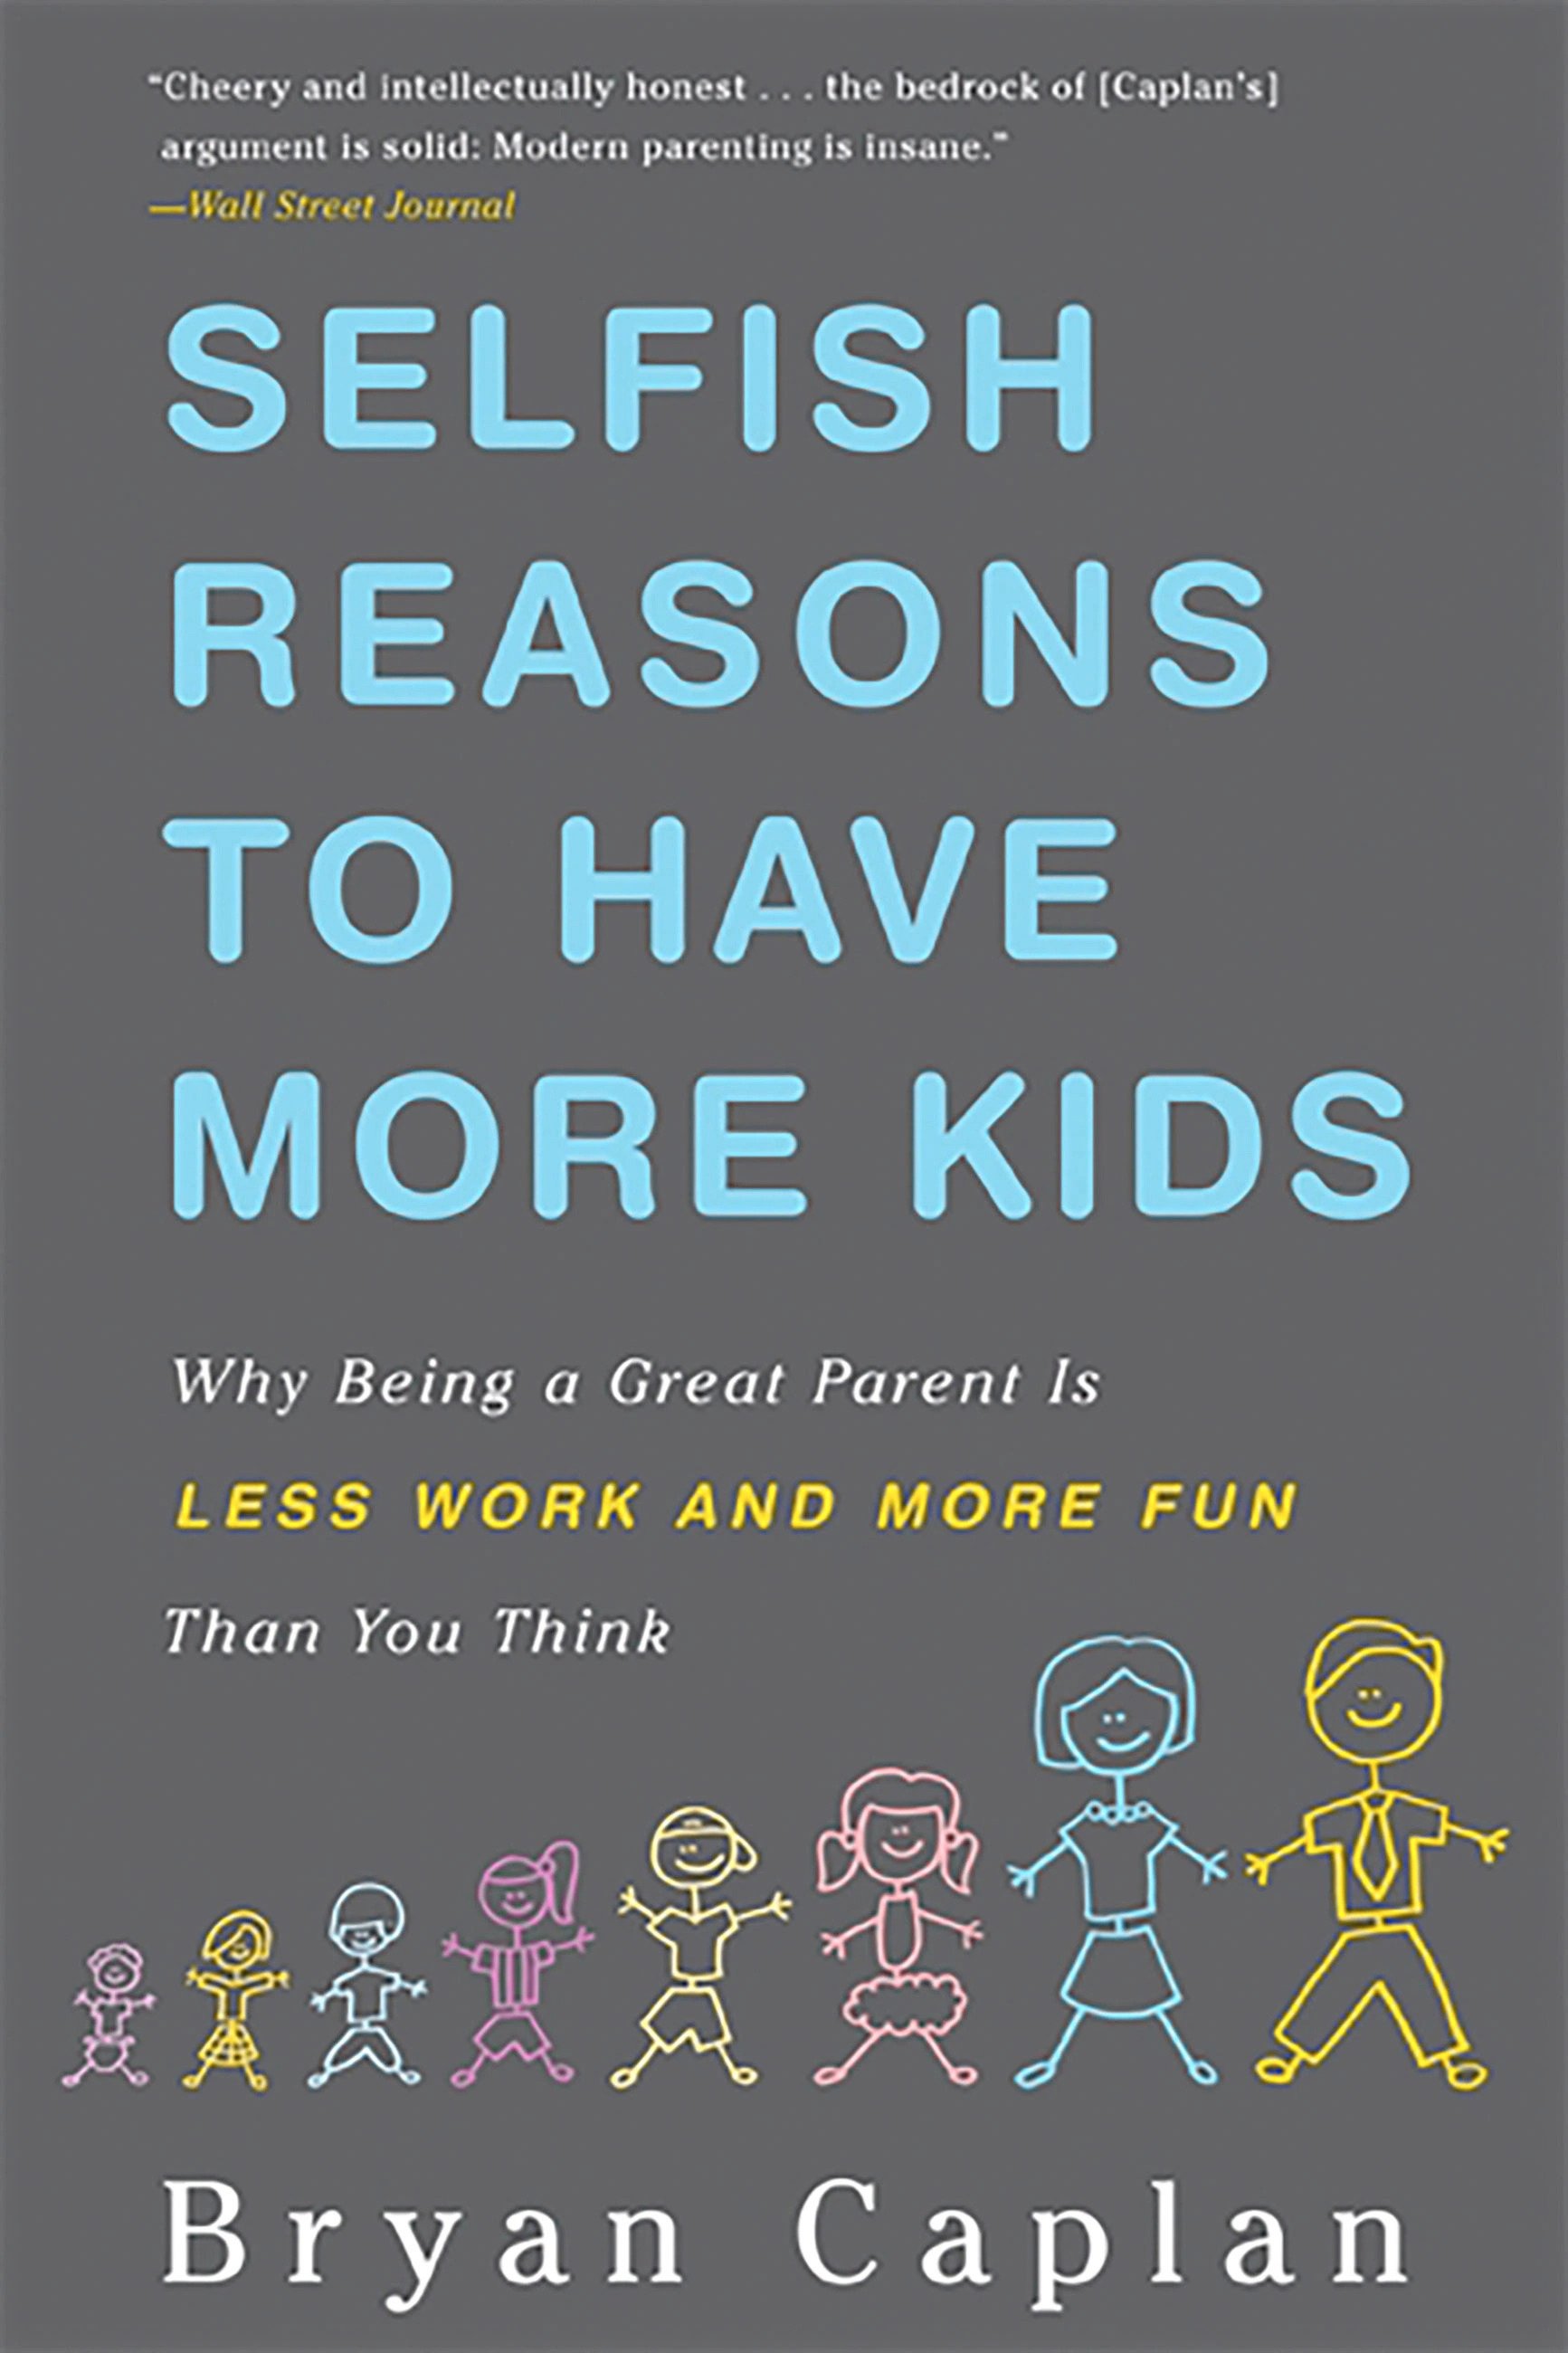 “Cheery and intellectually honest . . . the bedrock of [Caplan's]
argument is solid: Modern parenting is insane.”
—Wall Street Journal
SELFISH
REASONS
TO HAVE
MORE KIDS
Why Being a Great Parent Is
LESS WORK AND MORE FUN
Than You Think
Bryan Caplan